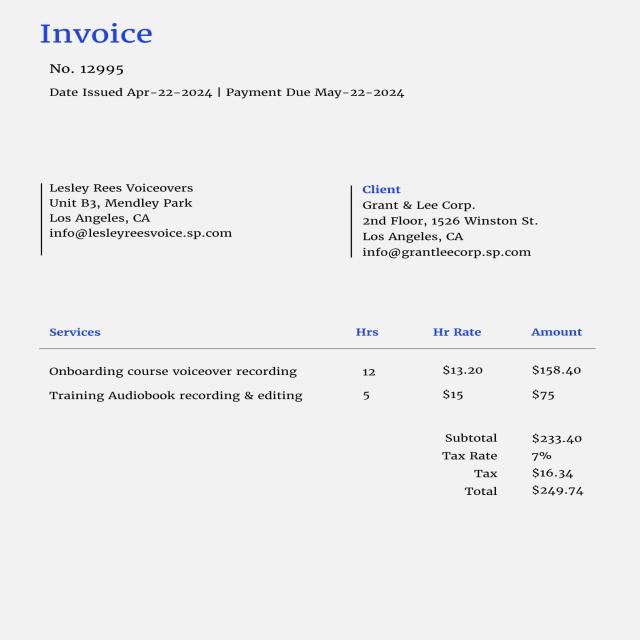 Invoice
No. 12995
Date Issued Apr-22-2024 | Payment Due May-22-2024
Lesley Rees Voiceovers
Unit B3, Mendley Park
Los Angeles, CA
info@lesleyreesvoice.sp.com
Client
Grant & Lee Corp.
2nd Floor, 1526 Winston St.
Los Angeles, CA
info@grantleecorp.sp.com
Services Hrs Hr Rate Amount
Onboarding course voiceover recording 12 $13.20 $158.40
Training Audiobook recording & editing 5 $15 $75
Subtotal $233.40
Tax Rate 7%
Tax $16.34
Total $249.74